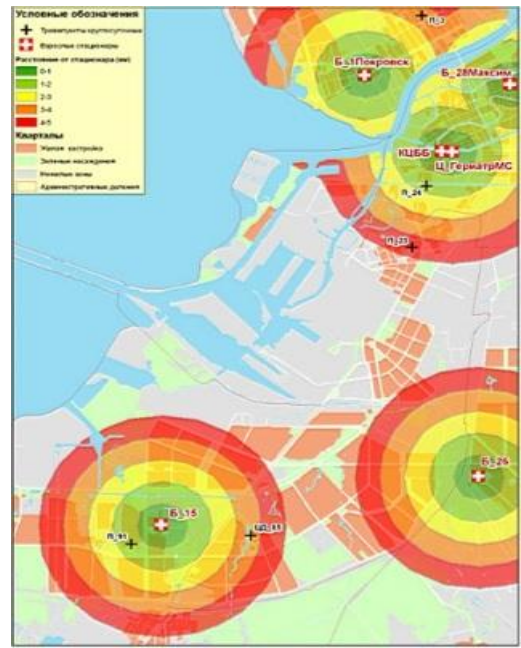 Условные обозначения
Травмпункты круглосуточные
Взрослые стационары
Расстояние от стационара (км)
0-1
1-2
2-3
3-4
4-5
Кварталы
Жилая застройка
Зеленые насаждения
Нежилые зоны
Административные деления
П_3
Б_1Покровск
Б_28Максим
КЦББ
Ц_ГериатрМС
П_24
П_23
Б_26
Б_15
П_91